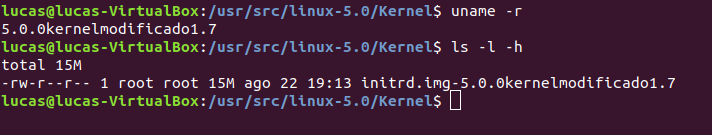 lucas@lucas-VirtualBox:/usr/src/linux-5.0/Kernel$ uname -r
5.0.0kernelmodificado1.7
lucas@lucas-VirtualBox:/usr/src/linux-5.0/Kernel$ ls -l -h
total 15M
-rw-r--r-- 1 root root 15M ago 22 19:13 initrd.img-5.0.0kernelmodificado1.7
lucas@lucas-VirtualBox:/usr/src/linux-5.0/Kernel$